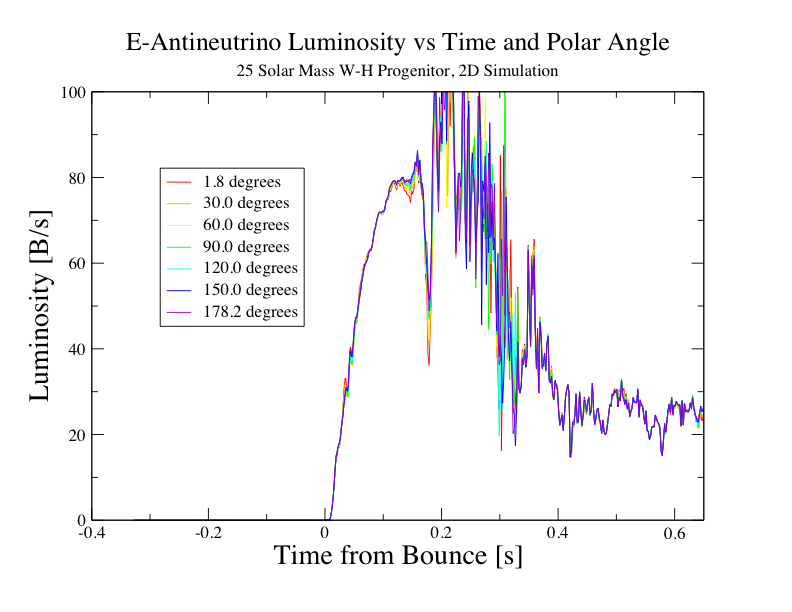 E-Antineutrino Luminosity vs Time and Polar Angle
25 Solar Mass W-H Progenitor, 2D Simulation
100
80
60
40
20
0
Luminosity [B/s]
1.8 degrees
30.0 degrees
60.0 degrees
90.0 degrees
120.0 degrees
150.0 degrees
178.2 degrees
-0.4 -0.2 0 0.2 0.4 0.6
Time from Bounce [s]